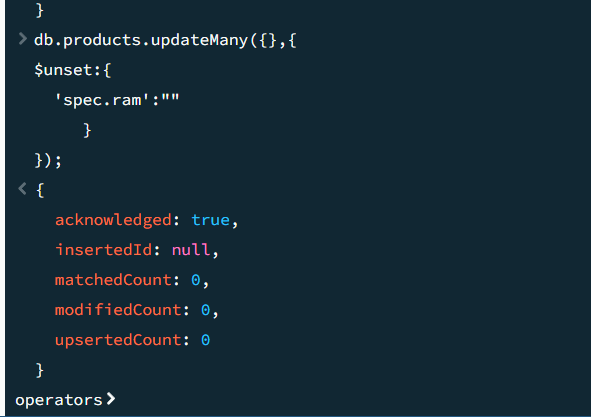 }
> db.products.updateMany({},{
$unset:{
'spec.ram':""
}
});
< {
acknowledged: true,
insertedId: null,
matchedCount: 0,
modifiedCount: 0,
upsertedCount: 0
}
operators>